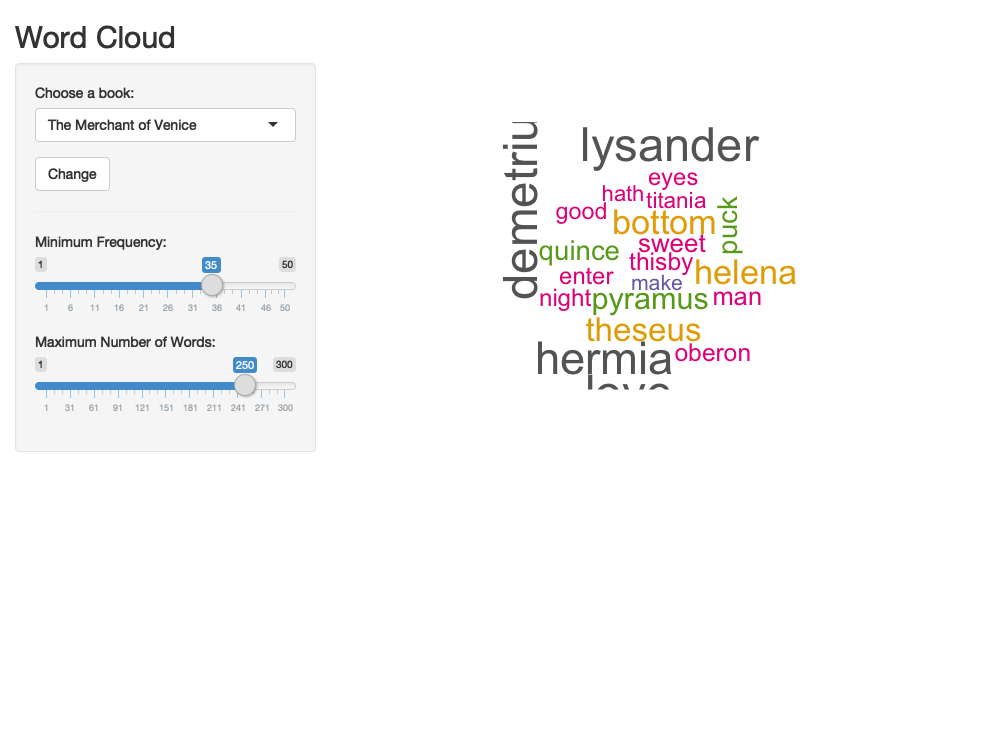 Word Cloud
Choose a book:
The Merchant of Venice
Change
Minimum Frequency:
1 35 50
1 6 11 16 21 26 31 36 41 46 50
Maximum Number of Words:
1 250 300
1 31 61 91 121 151 181 211 241 271 300
demetriu
lysander
eyes
hath
titania
good
bottom
puck
quince
sweet
thisby
helena
enter
make
night
pyramus
man
theseus
hermia
oberon
love